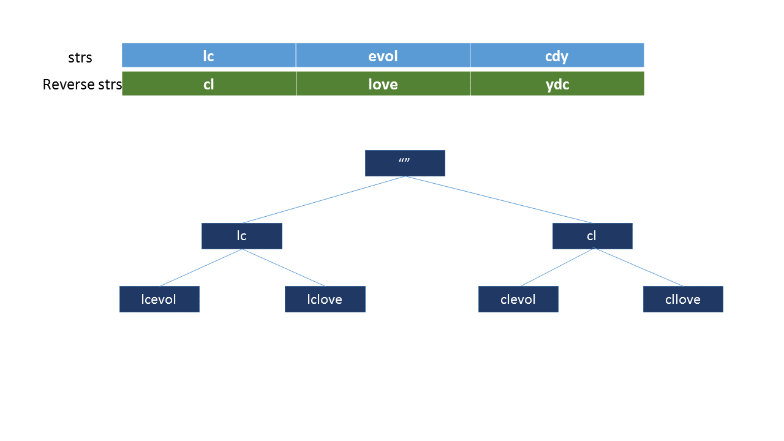 strs lc evol cdy
Reverse strs cl love ydc
“”
lc cl
lcevol lclove clevol cllove